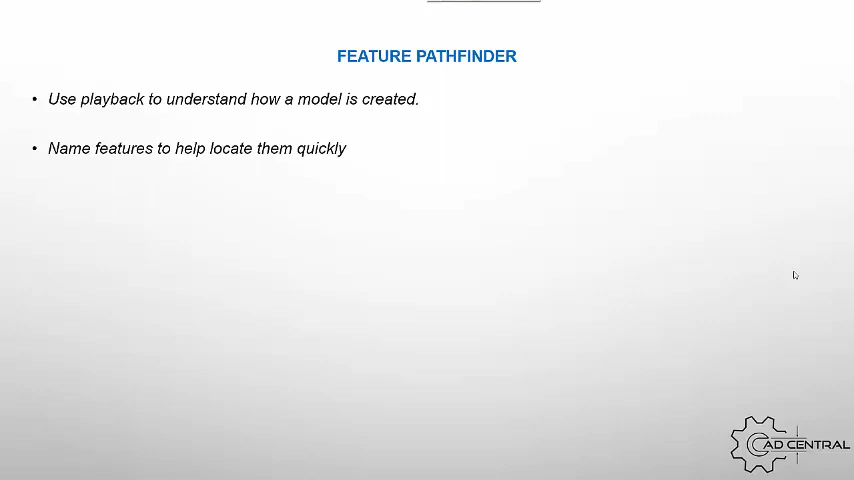 FEATURE PATHFINDER
• Use playback to understand how a model is created.
• Name features to help locate them quickly
CAD CENTRAL